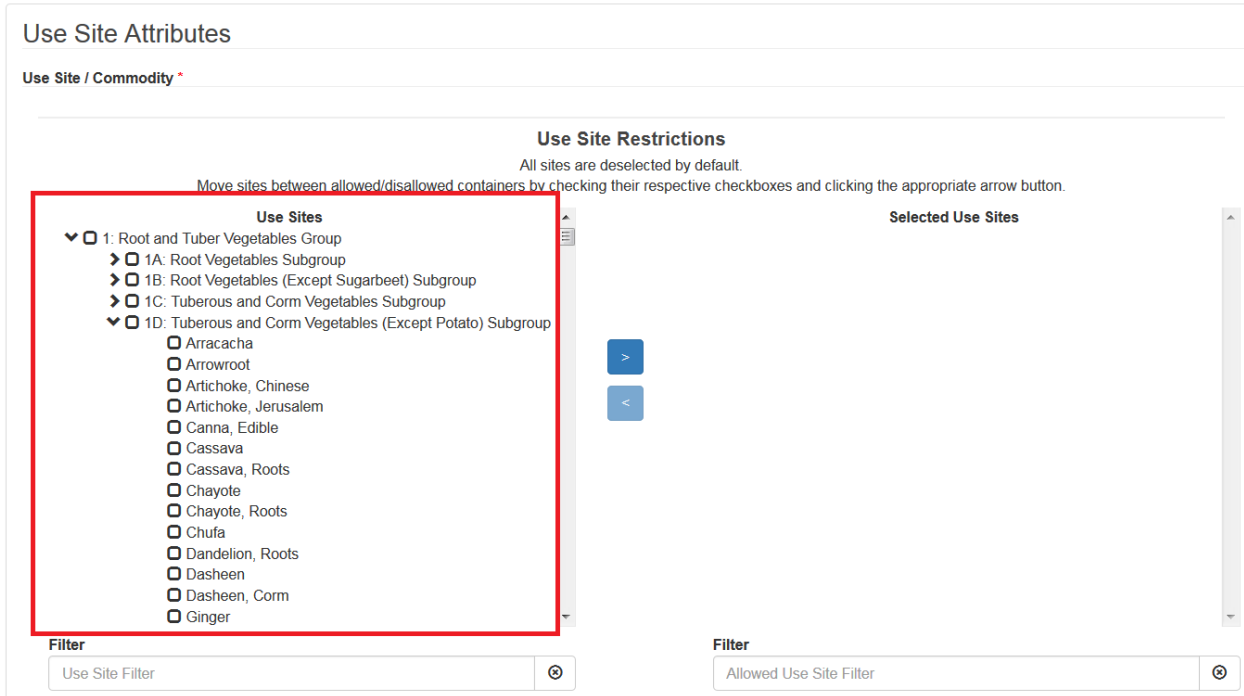 Use Site Attributes
Use Site / Commodity *
Use Site Restrictions
All sites are deselected by default.
Move sites between allowed/disallowed containers by checking their respective checkboxes and clicking the appropriate arrow button.
Use Sites
1: Root and Tuber Vegetables Group
1A: Root Vegetables Subgroup
1B: Root Vegetables (Except Sugarbeet) Subgroup
1C: Tuberous and Corm Vegetables Subgroup
1D: Tuberous and Corm Vegetables (Except Potato) Subgroup
Arracacha
Arrowroot
Artichoke, Chinese
Artichoke, Jerusalem
Canna, Edible
Cassava
Cassava, Roots
Chayote
Chayote, Roots
Chufa
Dandelion, Roots
Dasheen
Dasheen, Corm
Ginger
Filter
Use Site Filter
>
<
Selected Use Sites
Filter
Allowed Use Site Filter